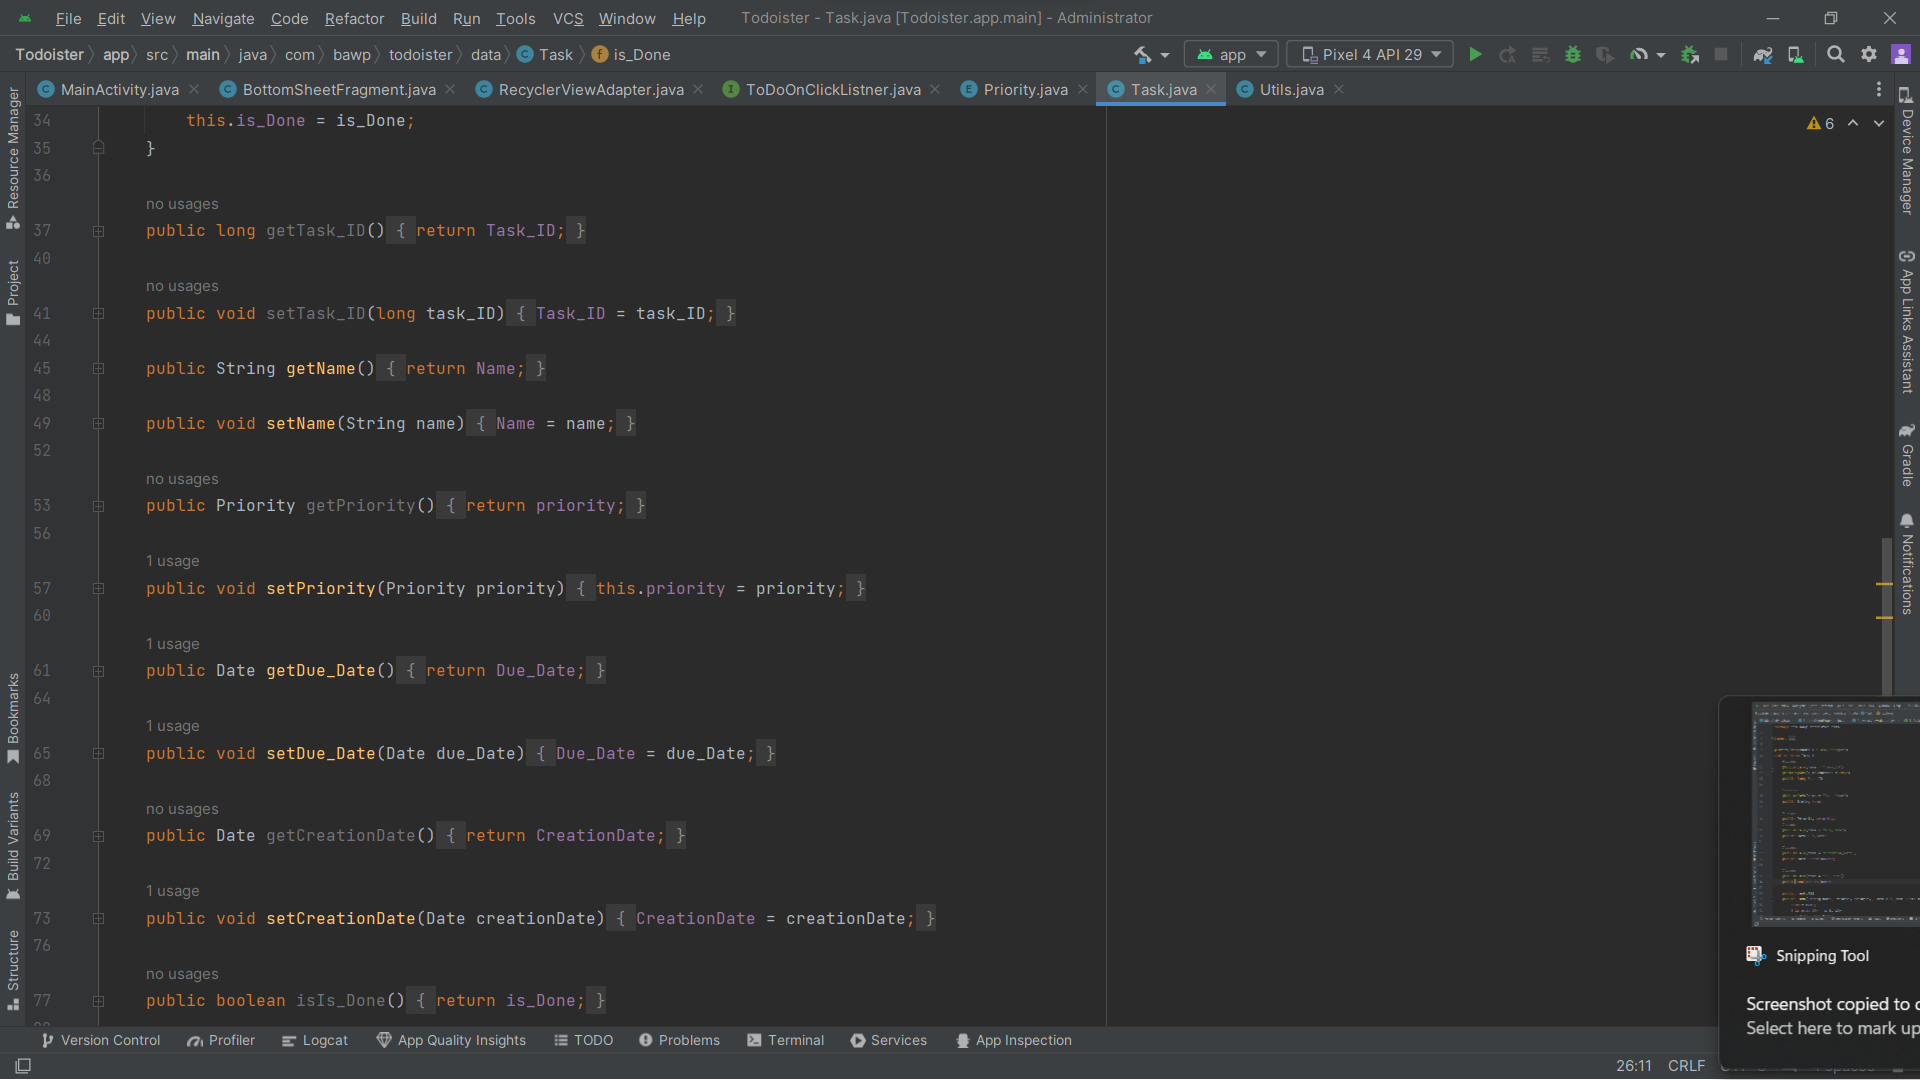 File Edit View Navigate Code Refactor Build Run Tools VCS Window Help Todoister - Task.java [Todoister.app.main] - Administrator
Todoister app src main java com bawp todoister data Task is_Done app Pixel 4 API 29
MainActivity.java BottomSheetFragment.java RecyclerViewAdapter.java ToDoOnClickListner.java Priority.java Task.java Utils.java
34 this.is_Done = is_Done;
6
35 }
36
no usages
37 public long getTask_ID() { return Task_ID; }
40
no usages
41 public void setTask_ID(long task_ID) { Task_ID = task_ID; }
44
45 public String getName() { return Name; }
48
49 public void setName(String name) { Name = name; }
52
no usages
53 public Priority getPriority() { return priority; }
56
1 usage
57 public void setPriority(Priority priority) { this.priority = priority; }
60
1 usage
61 public Date getDue_Date() { return Due_Date; }
64
1 usage
65 public void setDue_Date(Date due_Date) { Due_Date = due_Date; }
68
no usages
69 public Date getCreationDate() { return CreationDate; }
72
1 usage
73 public void setCreationDate(Date creationDate) { CreationDate = creationDate; }
76
no usages
77 public boolean isIs_Done() { return is_Done; }
Resource Manager
Project
Bookmarks
Build Variants
Structure
Device Manager
App Links Assistant
Gradle
Notifications
Snipping Tool
Screenshot copied to
Select here to mark up
Version Control Profiler Logcat App Quality Insights TODO Problems Terminal Services App Inspection
26:11 CRLF